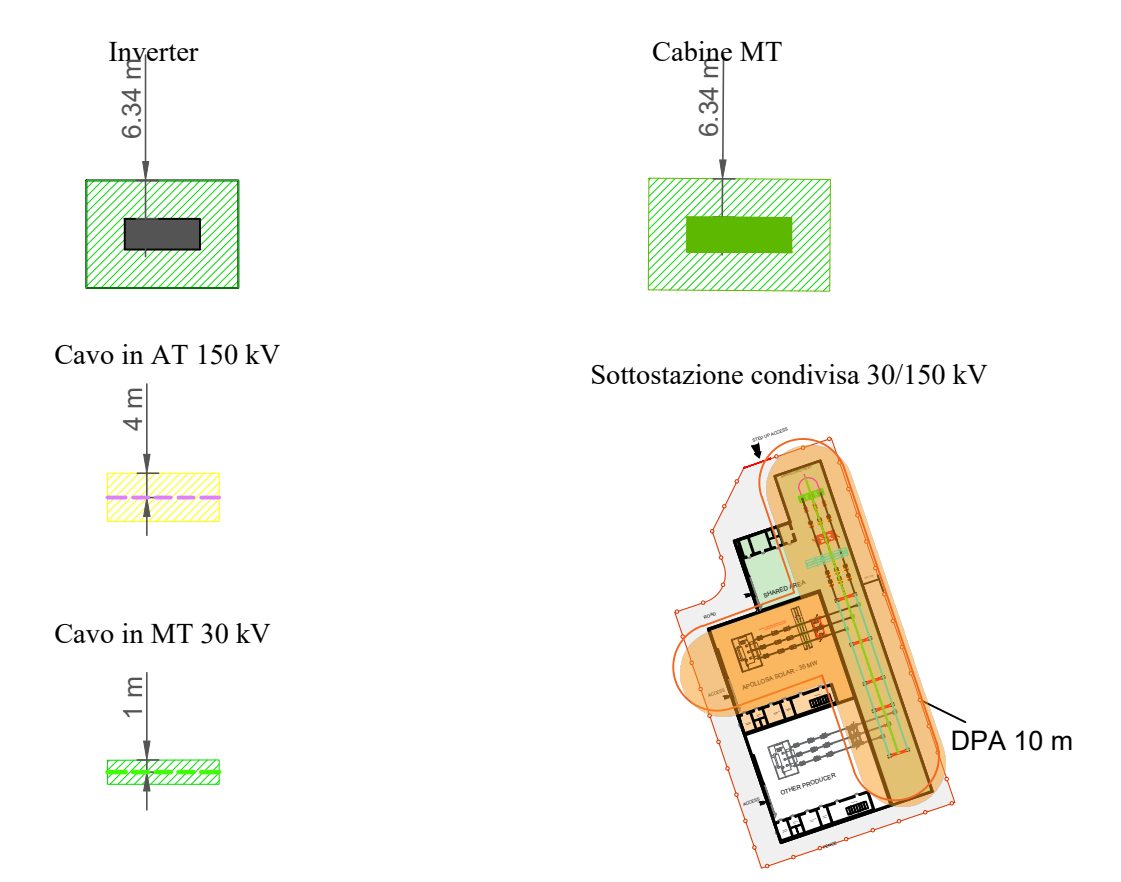 Inverter
Cabine MT
6.34 m
6.34 m
Cavo in AT 150 kV
Sottostazione condivisa 30/150 kV
4 m
STEP UP ACCESS
SHARED AREA
ROAD
Cavo in MT 30 kV
APOLLOSA SOLAR - 35 MW
ACCESS
1 m
DPA 10 m
OTHER PRODUCER
ACCESS
FENCE